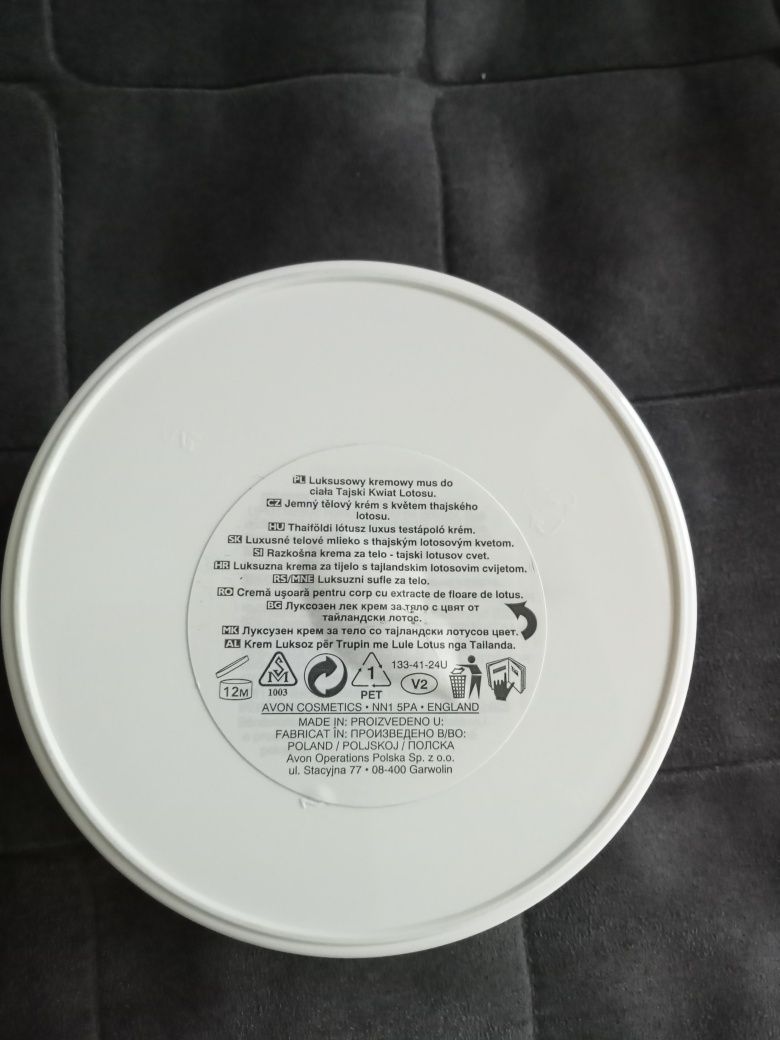 PL Luksusowy kremowy mus do
ciała Tajski Kwiat Lotosu.
CZ Jemný tělový krém s květem thajského
lotosu.
HU Thaiföldi lótusz luxus testápoló krém.
SK Luxusné telové mlieko s thajským lotosovým kvetom.
SI Razkošna krema za telo - tajski lotusov cvet.
HR Luksuzna krema za tijelo s tajlandskim lotosovim cvijetom.
RS/MNE Luksuzni sufle za telo.
RO Cremă uşoară pentru corp cu extracte de floare de lotus.
BG Луксозен лек крем за тяло с цвят от
тайландски лотос.
MK Луксузен крем за тело со тајландски лотусов цвет.
AL Krem Luksoz për Trupin me Lule Lotus nga Tailanda.
12M
1003
1
PET
133-41-24U
V2
AVON COSMETICS • NN1 5PA • ENGLAND
MADE IN: PROIZVEDENO U:
FABRICAT ÎN: ПРОИЗВЕДЕНО В/ВО:
POLAND / POLJSKOJ / ПОЛСКА
Avon Operations Polska Sp. z o.o.
ul. Stacyjna 77 • 08-400 Garwolin